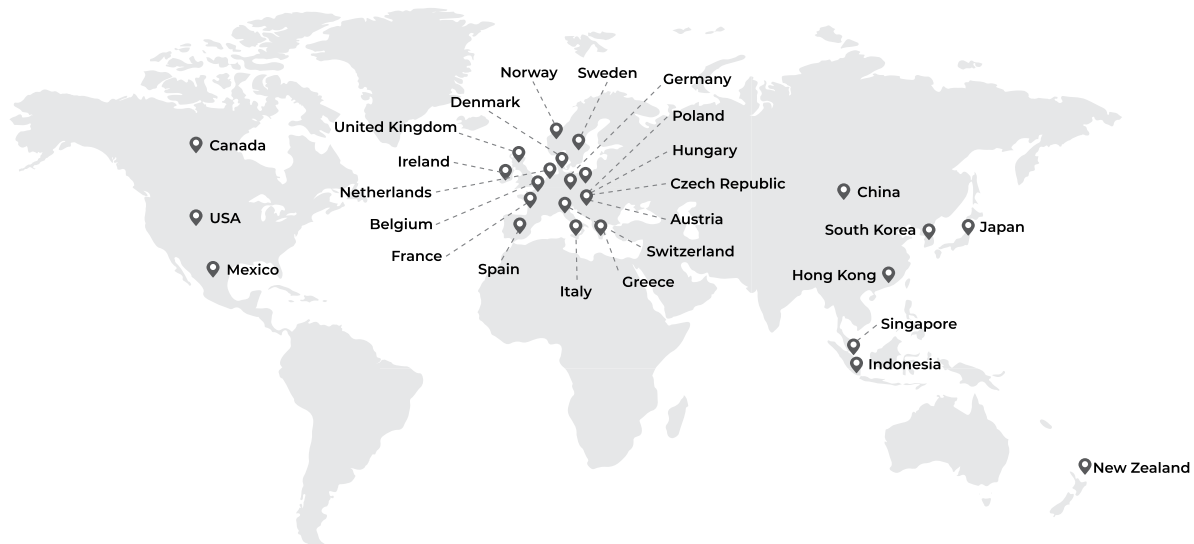 Norway
Sweden
Germany
Denmark
Poland
United Kingdom
Canada
Hungary
Ireland
Czech Republic
Netherlands
China
USA
Austria
Belgium
Japan
South Korea
Switzerland
France
Mexico
Spain
Hong Kong
Greece
Italy
Singapore
Indonesia
New Zealand